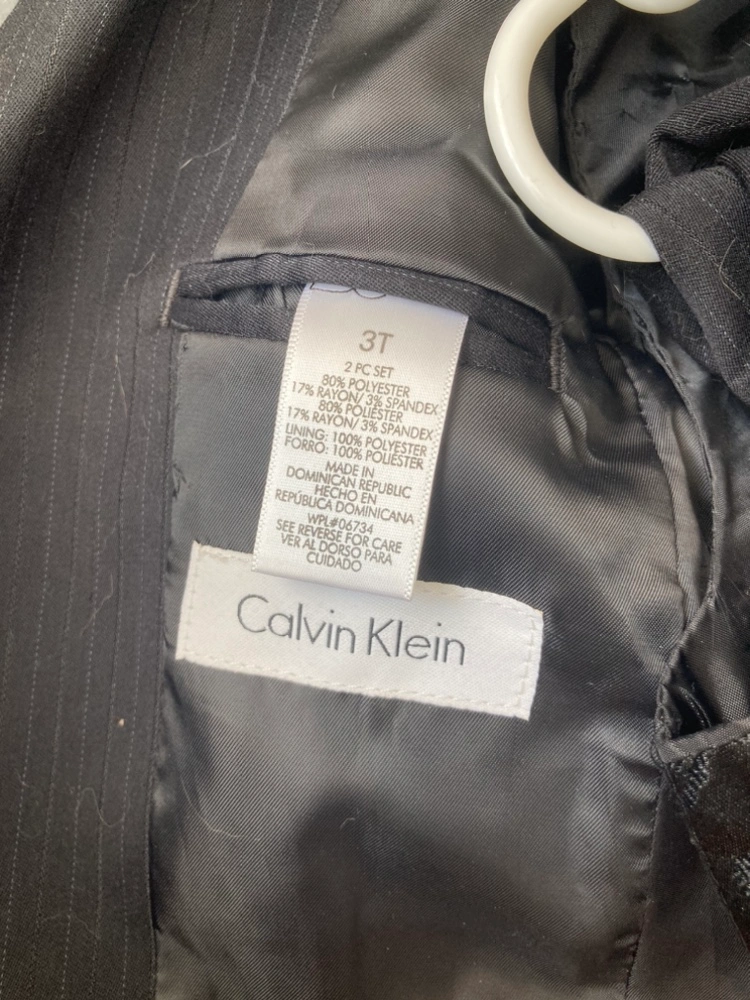 3T
2 PC SET
80% POLYESTER
17% RAYON/ 3% SPANDEX
80% POLIÉSTER
17% RAYON/ 3% SPANDEX
LINING: 100% POLYESTER
FORRO: 100% POLIÉSTER
MADE IN
DOMINICAN REPUBLIC
HECHO EN
REPÚBLICA DOMINICANA
WPL#06734
SEE REVERSE FOR CARE
VER AL DORSO PARA
CUIDADO
Calvin Klein